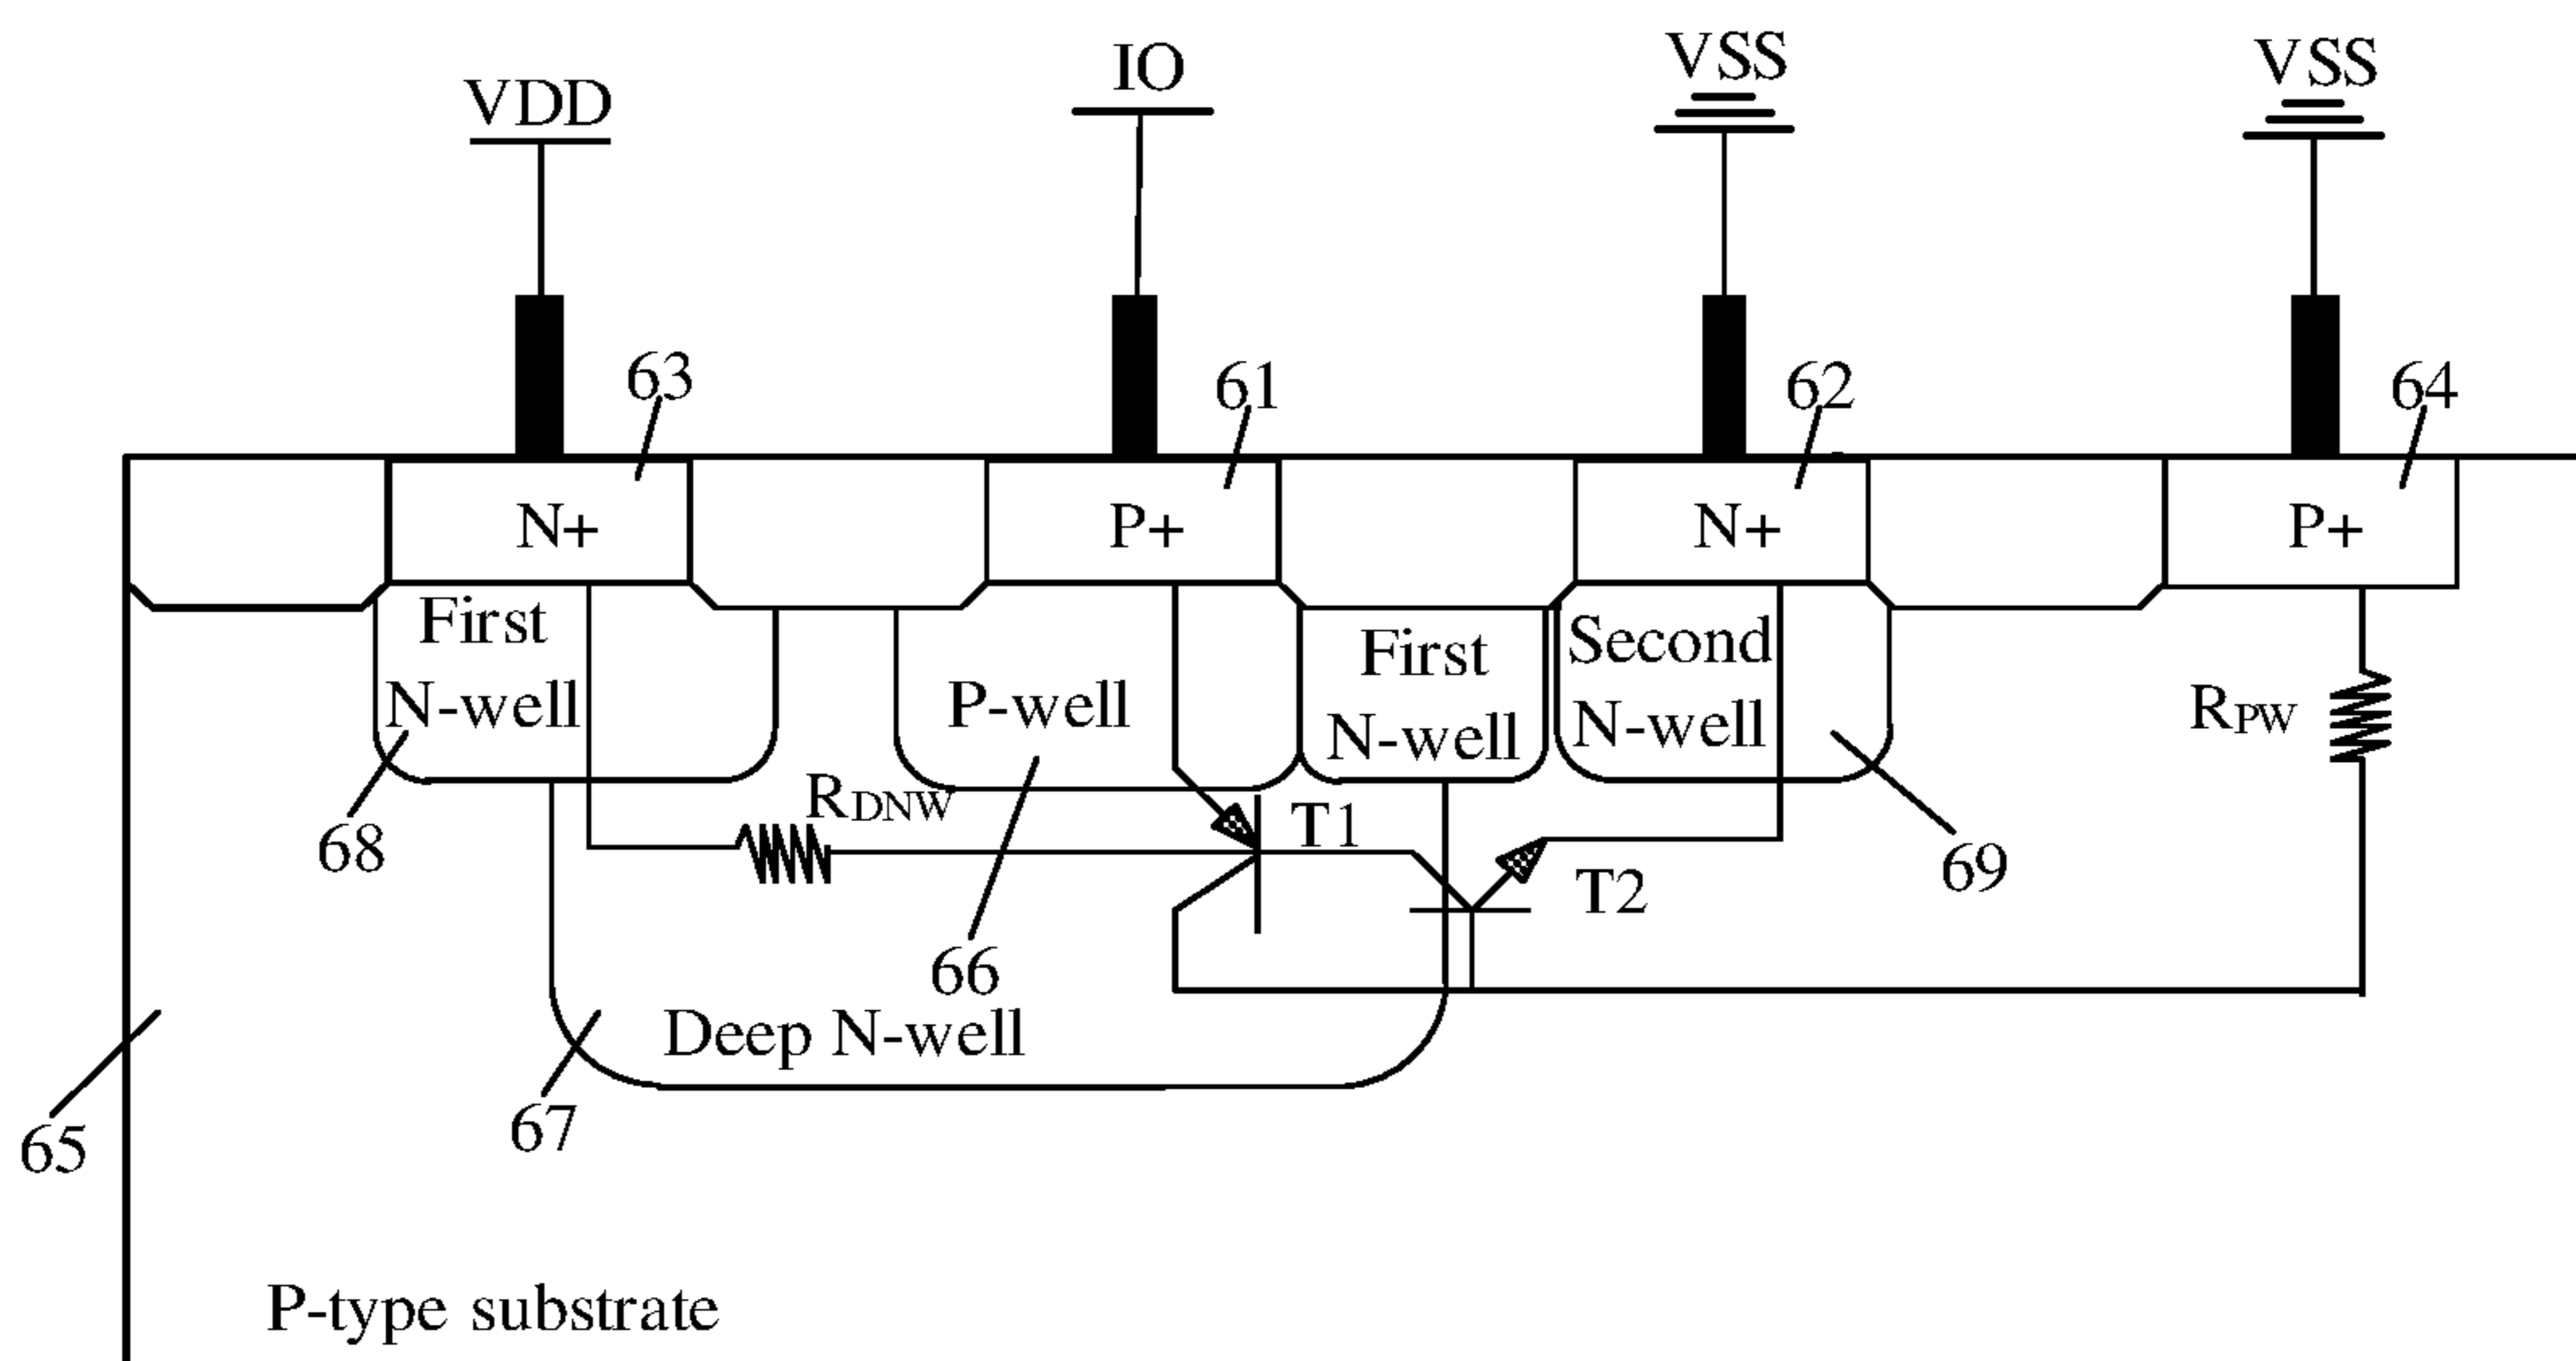 VDD
IO
VSS
VSS
63
61
62
64
N+
P+
N+
P+
First
N-well
P-well
First
N-well
Second
N-well
RPW
68
RDNW
T1
T2
69
66
Deep N-well
67
65
P-type substrate